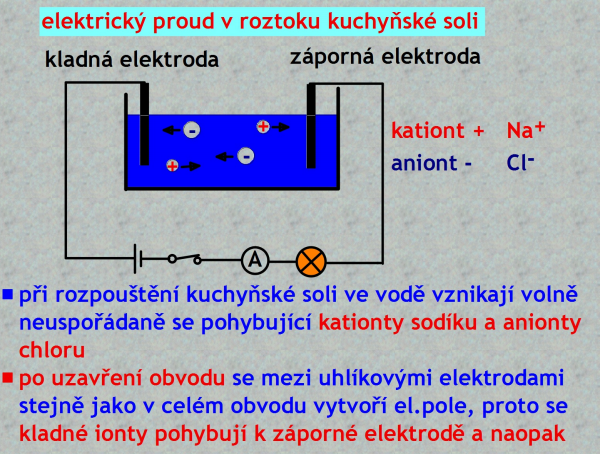 elektrický proud v roztoku kuchyňské soli
kladná elektroda
záporná elektroda
kationt + Na⁺
aniont - Cl⁻
-
+
+
-
A
při rozpouštění kuchyňské soli ve vodě vznikají volně
neuspořádaně se pohybující kationty sodíku a anionty
chloru
po uzavření obvodu se mezi uhlíkovými elektrodami
stejně jako v celém obvodu vytvoří el.pole, proto se
kladné ionty pohybují k záporné elektrodě a naopak